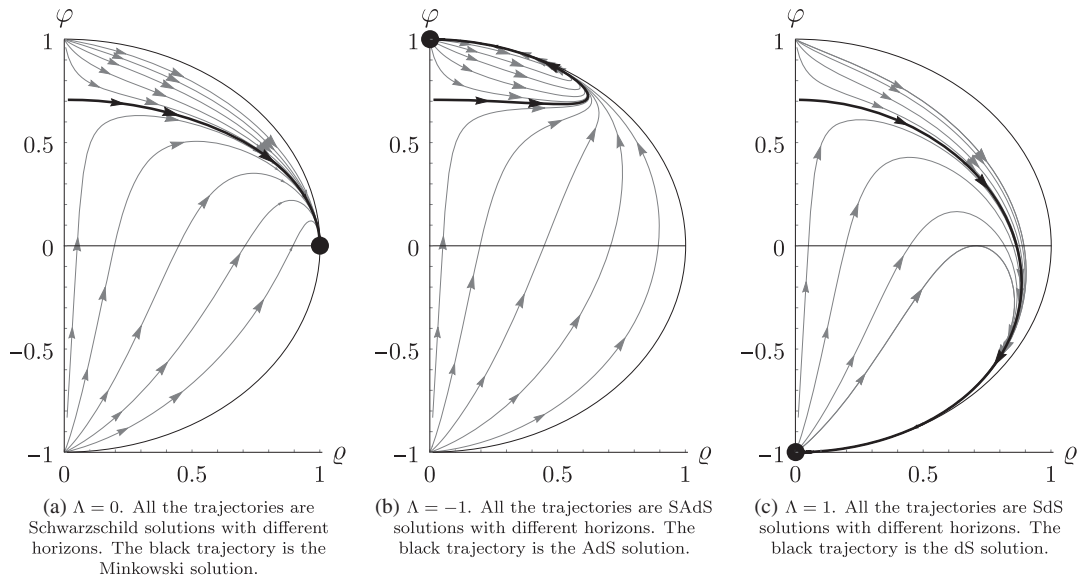 φ
1
0.5
0
−0.5
−1
0
0.5
1
ϱ
(a) Λ = 0. All the trajectories are
Schwarzschild solutions with different
horizons. The black trajectory is the
Minkowski solution.
φ
1
0.5
0
−0.5
−1
0
0.5
1
ϱ
(b) Λ = −1. All the trajectories are SAdS
solutions with different horizons. The
black trajectory is the AdS solution.
φ
1
0.5
0
−0.5
−1
0
0.5
1
ϱ
(c) Λ = 1. All the trajectories are SdS
solutions with different horizons. The
black trajectory is the dS solution.